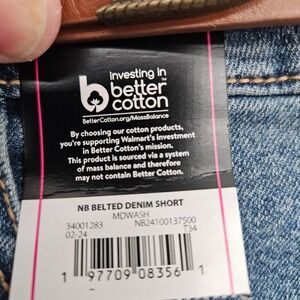 investing in
better
cotton
BetterCotton.org/MassBalance
By choosing our cotton products,
you're supporting Walmart's investment
in Better Cotton's mission.
This product is sourced via a system
of mass balance and therefore
may not contain Better Cotton.
NB BELTED DENIM SHORT
MDWASH
34001283 NB24100137500
02-24 T34
1 97709 08356 1